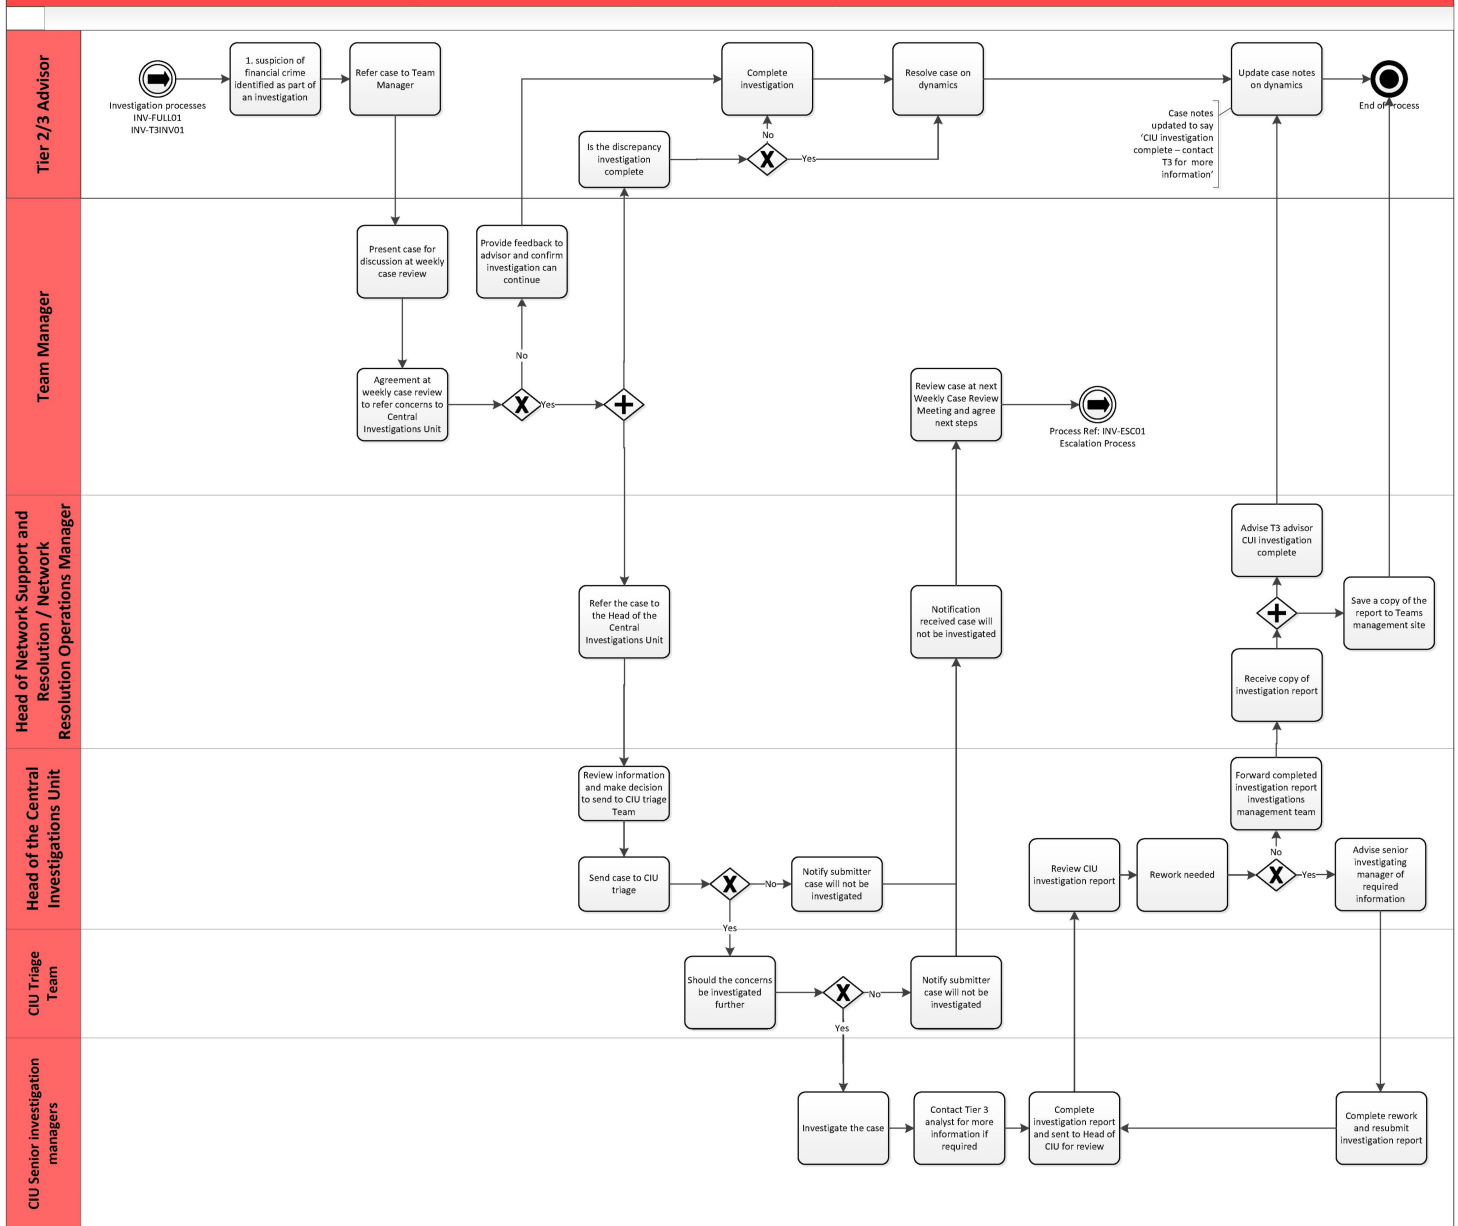 Tier 2/3 Advisor
Investigation processes
INV-FULL01
INV-T3INV01
1. suspicion of
financial crime
identified as part of
an investigation
Refer case to Team
Manager
Is the discrepancy
investigation
complete
Complete
investigation
No
Yes
Resolve case on
dynamics
Case notes
updated to say
‘CIU investigation
complete – contact
T3 for more
information’
Update case notes
on dynamics
End of Process
Team Manager
Present case for
discussion at weekly
case review
Agreement at
weekly case review
to refer concerns to
Central
Investigations Unit
Provide feedback to
advisor and confirm
investigation can
continue
No
Yes
Review case at next
Weekly Case Review
Meeting and agree
next steps
Process Ref: INV-ESC01
Escalation Process
Head of Network Support and
Resolution / Network
Resolution Operations Manager
Refer the case to
the Head of the
Central
Investigations Unit
Notification
received case will
not be investigated
Advise T3 advisor
CUI investigation
complete
Save a copy of the
report to Teams
management site
Receive copy of
investigation report
Head of the Central
Investigations Unit
Review information
and make decision
to send to CIU triage
Team
Send case to CIU
triage
No
Yes
Notify submitter
case will not be
investigated
Review CIU
investigation report
Rework needed
Forward completed
investigation report
investigations
management team
No
Yes
Advise senior
investigating
manager of
required
information
CIU Triage
Team
Should the concerns
be investigated
further
No
Yes
Notify submitter
case will not be
investigated
CIU Senior investigation
managers
Investigate the case
Contact Tier 3
analyst for more
information if
required
Complete
investigation report
and sent to Head of
CIU for review
Complete rework
and resubmit
investigation report